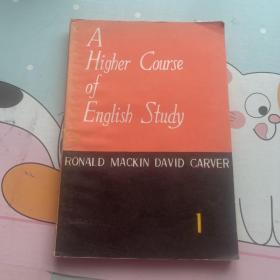 A
Higher Course
of
English Study
RONALD MACKIN DAVID CARVER
1